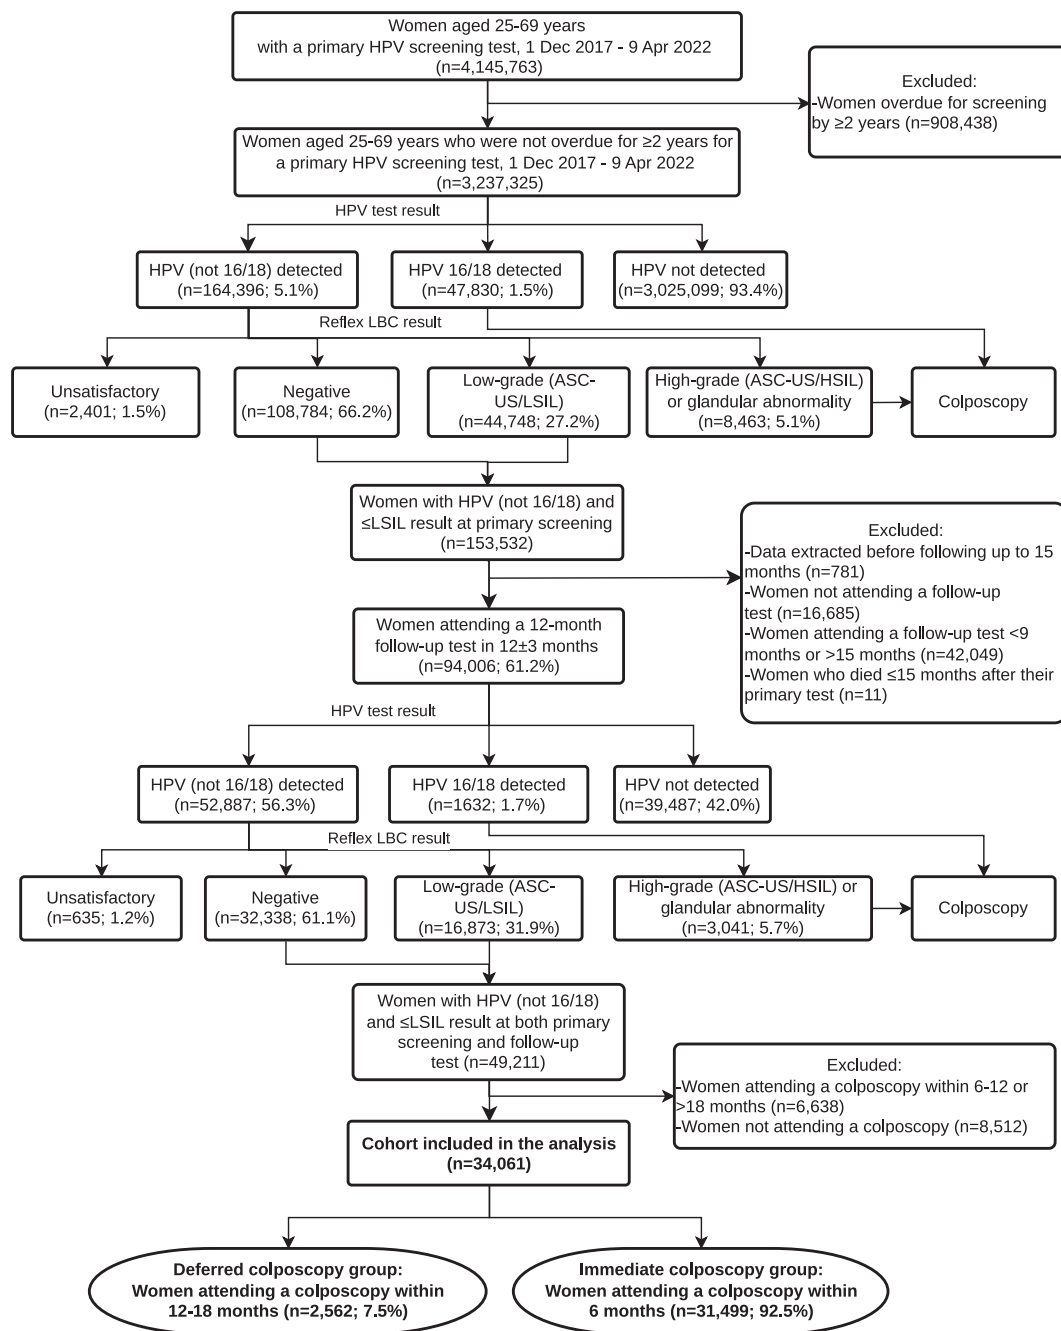 Women aged 25-69 years
with a primary HPV screening test, 1 Dec 2017 - 9 Apr 2022
(n=4,145,763)
Excluded:
-Women overdue for screening
by ≥2 years (n=908,438)
Women aged 25-69 years who were not overdue for ≥2 years for
a primary HPV screening test, 1 Dec 2017 - 9 Apr 2022
(n=3,237,325)
HPV test result
HPV (not 16/18) detected
(n=164,396; 5.1%)
HPV 16/18 detected
(n=47,830; 1.5%)
HPV not detected
(n=3,025,099; 93.4%)
Reflex LBC result
Unsatisfactory
(n=2,401; 1.5%)
Negative
(n=108,784; 66.2%)
Low-grade (ASC-
US/LSIL)
(n=44,748; 27.2%)
High-grade (ASC-US/HSIL)
or glandular abnormality
(n=8,463; 5.1%)
Colposcopy
Women with HPV (not 16/18) and
≤LSIL result at primary screening
(n=153,532)
Excluded:
-Data extracted before following up to 15
months (n=781)
-Women not attending a follow-up
test (n=16,685)
-Women attending a follow-up test <9
months or >15 months (n=42,049)
-Women who died ≤15 months after their
primary test (n=11)
Women attending a 12-month
follow-up test in 12±3 months
(n=94,006; 61.2%)
HPV test result
HPV (not 16/18) detected
(n=52,887; 56.3%)
HPV 16/18 detected
(n=1632; 1.7%)
HPV not detected
(n=39,487; 42.0%)
Reflex LBC result
Unsatisfactory
(n=635; 1.2%)
Negative
(n=32,338; 61.1%)
Low-grade (ASC-
US/LSIL)
(n=16,873; 31.9%)
High-grade (ASC-US/HSIL) or
glandular abnormality
(n=3,041; 5.7%)
Colposcopy
Women with HPV (not 16/18)
and ≤LSIL result at both primary
screening and follow-up
test (n=49,211)
Excluded:
-Women attending a colposcopy within 6-12 or
>18 months (n=6,638)
-Women not attending a colposcopy (n=8,512)
Cohort included in the analysis
(n=34,061)
Deferred colposcopy group:
Women attending a colposcopy within
12-18 months (n=2,562; 7.5%)
Immediate colposcopy group:
Women attending a colposcopy within
6 months (n=31,499; 92.5%)